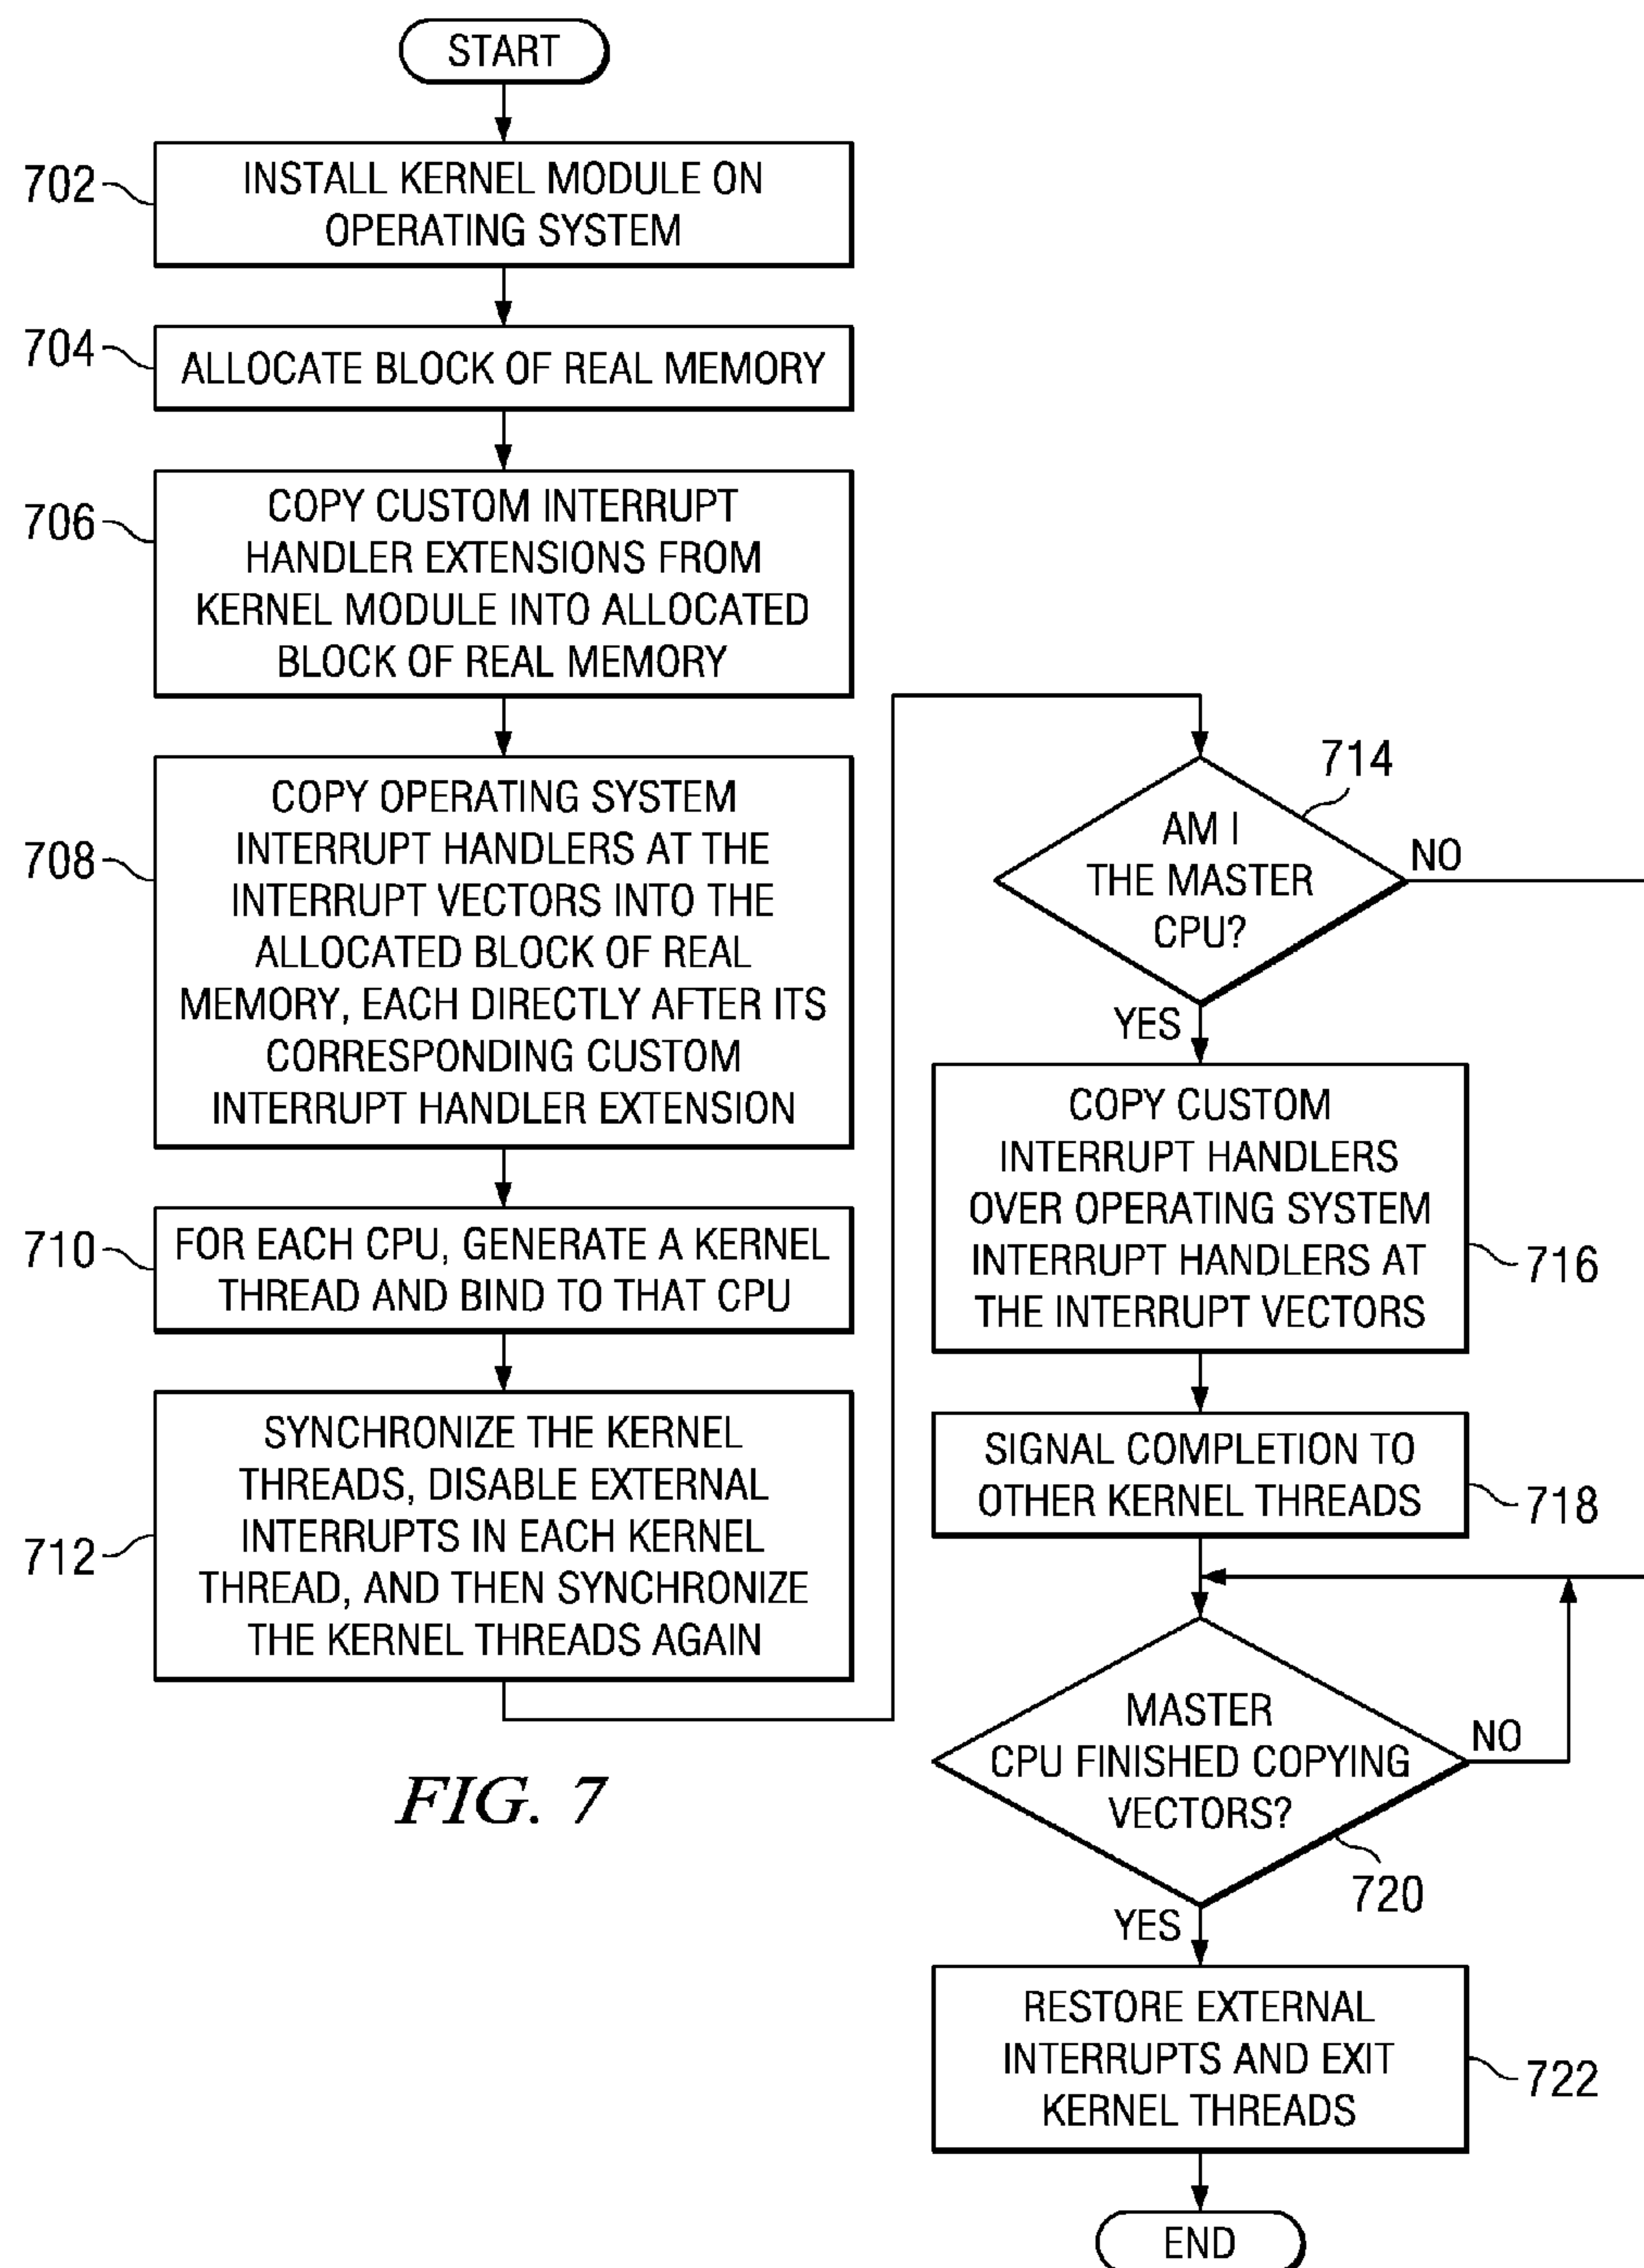 START
702
INSTALL KERNEL MODULE ON
OPERATING SYSTEM
704
ALLOCATE BLOCK OF REAL MEMORY
706
COPY CUSTOM INTERRUPT
HANDLER EXTENSIONS FROM
KERNEL MODULE INTO ALLOCATED
BLOCK OF REAL MEMORY
708
COPY OPERATING SYSTEM
INTERRUPT HANDLERS AT THE
INTERRUPT VECTORS INTO THE
ALLOCATED BLOCK OF REAL
MEMORY, EACH DIRECTLY AFTER ITS
CORRESPONDING CUSTOM
INTERRUPT HANDLER EXTENSION
710
FOR EACH CPU, GENERATE A KERNEL
THREAD AND BIND TO THAT CPU
712
SYNCHRONIZE THE KERNEL
THREADS, DISABLE EXTERNAL
INTERRUPTS IN EACH KERNEL
THREAD, AND THEN SYNCHRONIZE
THE KERNEL THREADS AGAIN
714
AM I
THE MASTER
CPU?
NO
YES
COPY CUSTOM
INTERRUPT HANDLERS
OVER OPERATING SYSTEM
INTERRUPT HANDLERS AT
THE INTERRUPT VECTORS
716
SIGNAL COMPLETION TO
OTHER KERNEL THREADS
718
MASTER
CPU FINISHED COPYING
VECTORS?
NO
720
YES
RESTORE EXTERNAL
INTERRUPTS AND EXIT
KERNEL THREADS
722
END
FIG. 7